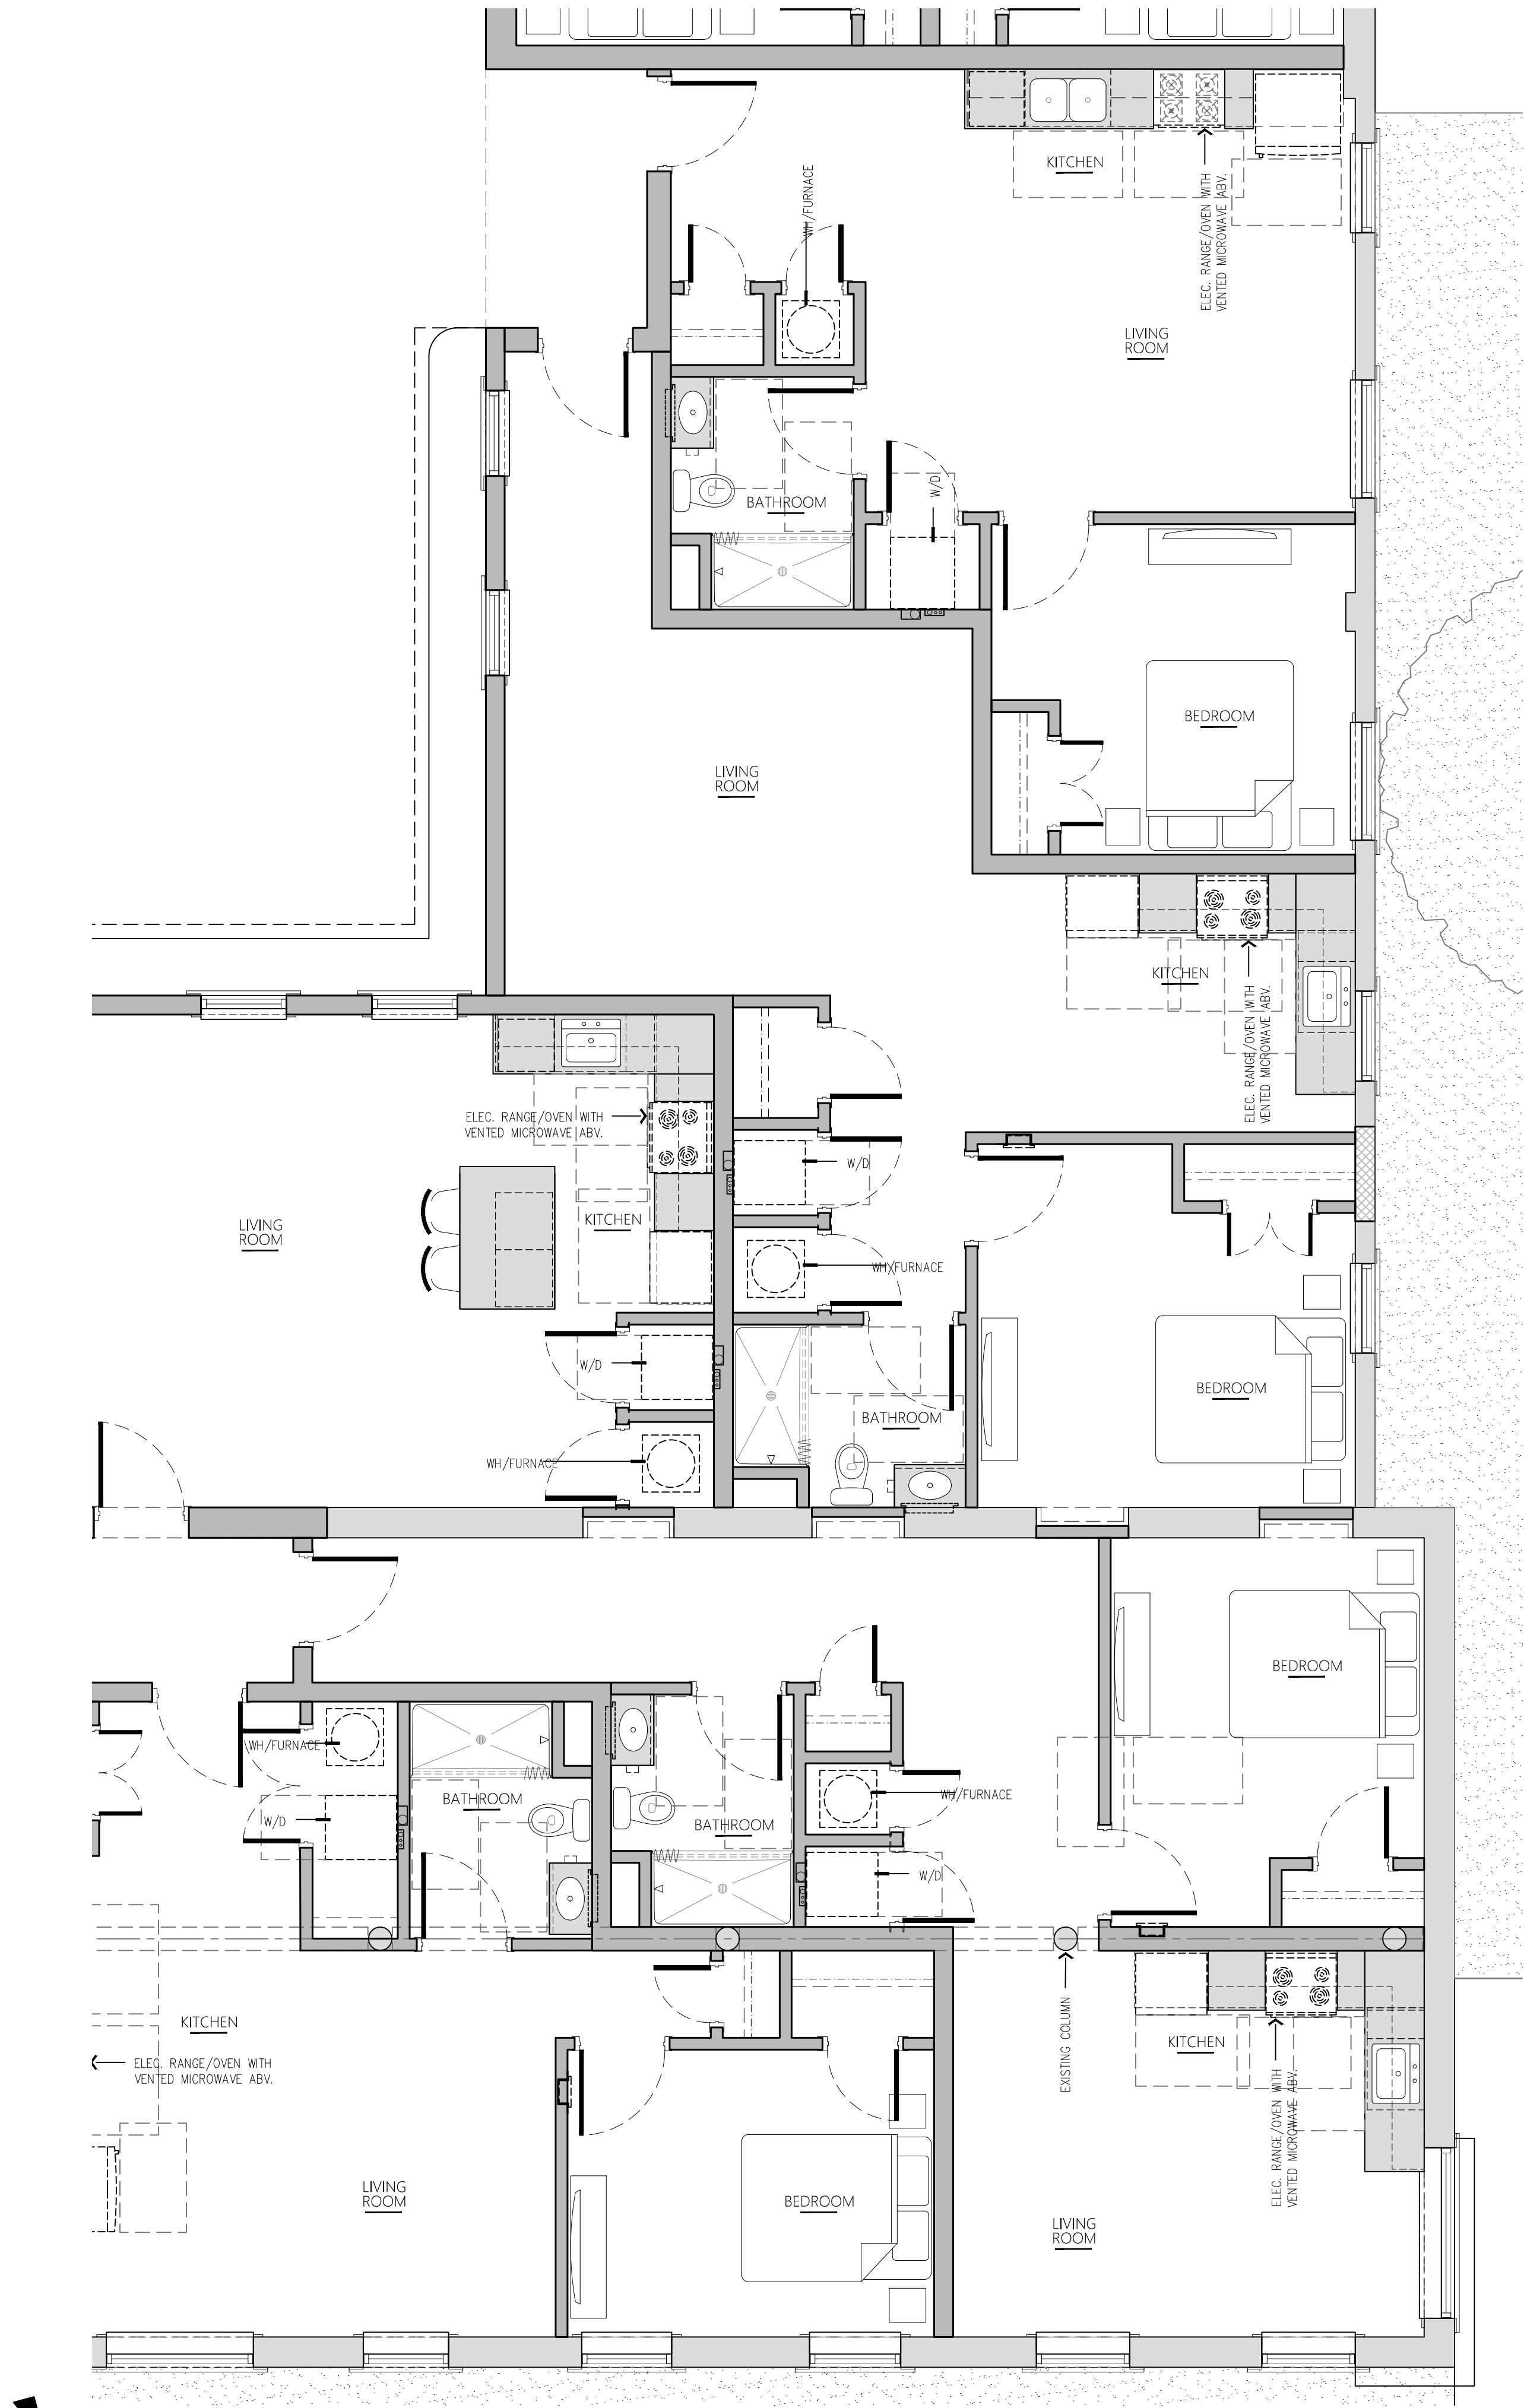 KITCHEN
WH/FURNACE
ELEC. RANGE/OVEN WITH
VENTED MICROWAVE ABV.
LIVING
ROOM
W/D
BATHROOM
BEDROOM
LIVING
ROOM
KITCHEN
ELEC. RANGE/OVEN WITH
VENTED MICROWAVE ABV.
ELEC. RANGE/OVEN WITH
VENTED MICROWAVE ABV.
W/D
LIVING
ROOM
KITCHEN
WH/FURNACE
W/D
BEDROOM
BATHROOM
WH/FURNACE
BEDROOM
WH/FURNACE
WH/FURNACE
BATHROOM
W/D
BATHROOM
W/D
KITCHEN
EXISTING COLUMN
KITCHEN
ELEC. RANGE/OVEN WITH
VENTED MICROWAVE ABV.
ELEC. RANGE/OVEN WITH
VENTED MICROWAVE ABV.
LIVING
ROOM
BEDROOM
LIVING
ROOM